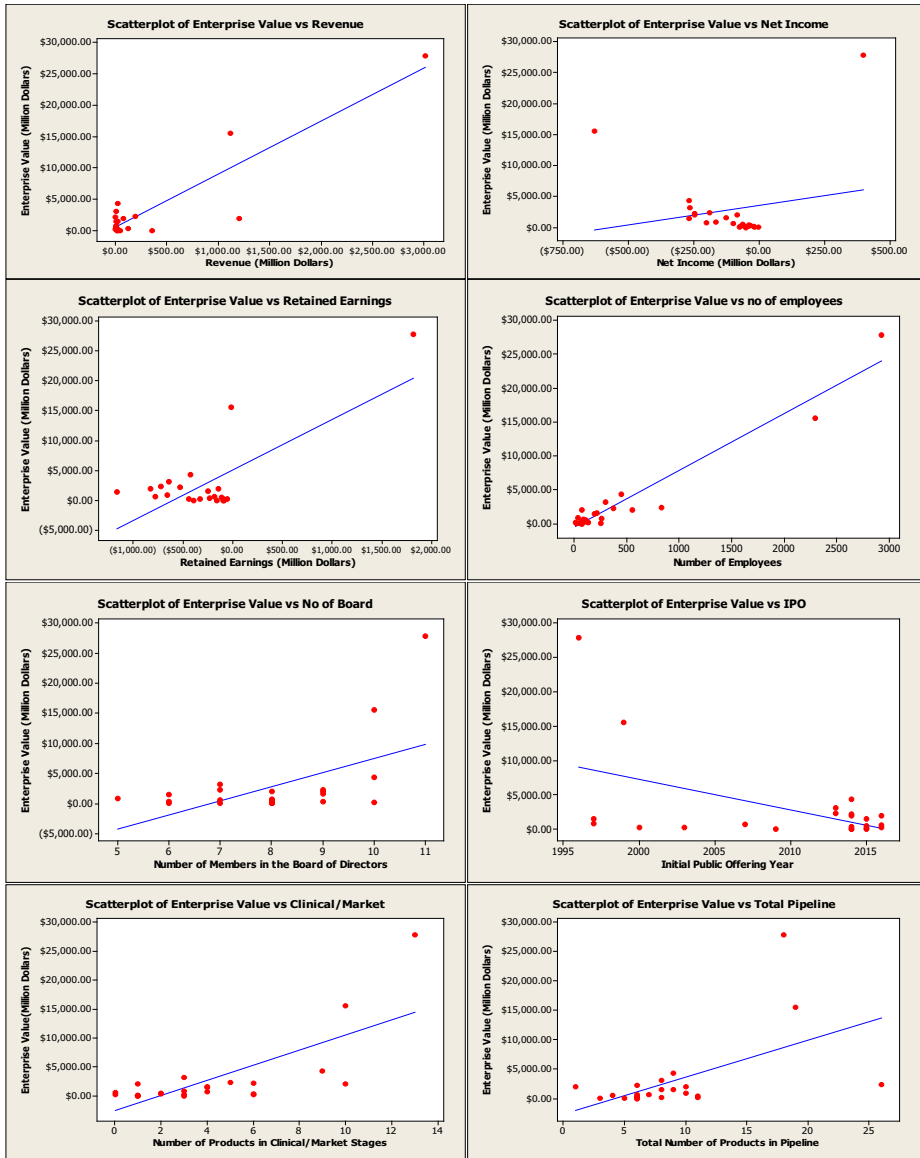 Scatterplot of Enterprise Value vs Revenue
Enterprise Value (Million Dollars)
$30,000.00
$25,000.00
$20,000.00
$15,000.00
$10,000.00
$5,000.00
$0.00
$0.00 $500.00 $1,000.00 $1,500.00 $2,000.00 $2,500.00 $3,000.00
Revenue (Million Dollars)
Scatterplot of Enterprise Value vs Net Income
Enterprise Value (Million Dollars)
$30,000.00
$25,000.00
$20,000.00
$15,000.00
$10,000.00
$5,000.00
$0.00
($750.00) ($500.00) ($250.00) $0.00 $250.00 $500.00
Net Income (Million Dollars)
Scatterplot of Enterprise Value vs Retained Earnings
Enterprise Value (Million Dollars)
$30,000.00
$25,000.00
$20,000.00
$15,000.00
$10,000.00
$5,000.00
$0.00
($5,000.00)
($1,000.00) ($500.00) $0.00 $500.00 $1,000.00 $1,500.00 $2,000.00
Retained Earnings (Million Dollars)
Scatterplot of Enterprise Value vs no of employees
Enterprise Value (Million Dollars)
$30,000.00
$25,000.00
$20,000.00
$15,000.00
$10,000.00
$5,000.00
$0.00
0 500 1000 1500 2000 2500 3000
Number of Employees
Scatterplot of Enterprise Value vs No of Board
Enterprise Value (Million Dollars)
$30,000.00
$25,000.00
$20,000.00
$15,000.00
$10,000.00
$5,000.00
$0.00
($5,000.00)
5 6 7 8 9 10 11
Number of Members in the Board of Directors
Scatterplot of Enterprise Value vs IPO
Enterprise Value (Million Dollars)
$30,000.00
$25,000.00
$20,000.00
$15,000.00
$10,000.00
$5,000.00
$0.00
1995 2000 2005 2010 2015
Initial Public Offering Year
Scatterplot of Enterprise Value vs Clinical/Market
Enterprise Value(Million Dollars)
$30,000.00
$25,000.00
$20,000.00
$15,000.00
$10,000.00
$5,000.00
$0.00
0 2 4 6 8 10 12 14
Number of Products in Clinical/Market Stages
Scatterplot of Enterprise Value vs Total Pipeline
Enterprise Value (Million Dollars)
$30,000.00
$25,000.00
$20,000.00
$15,000.00
$10,000.00
$5,000.00
$0.00
0 5 10 15 20 25
Total Number of Products in Pipeline